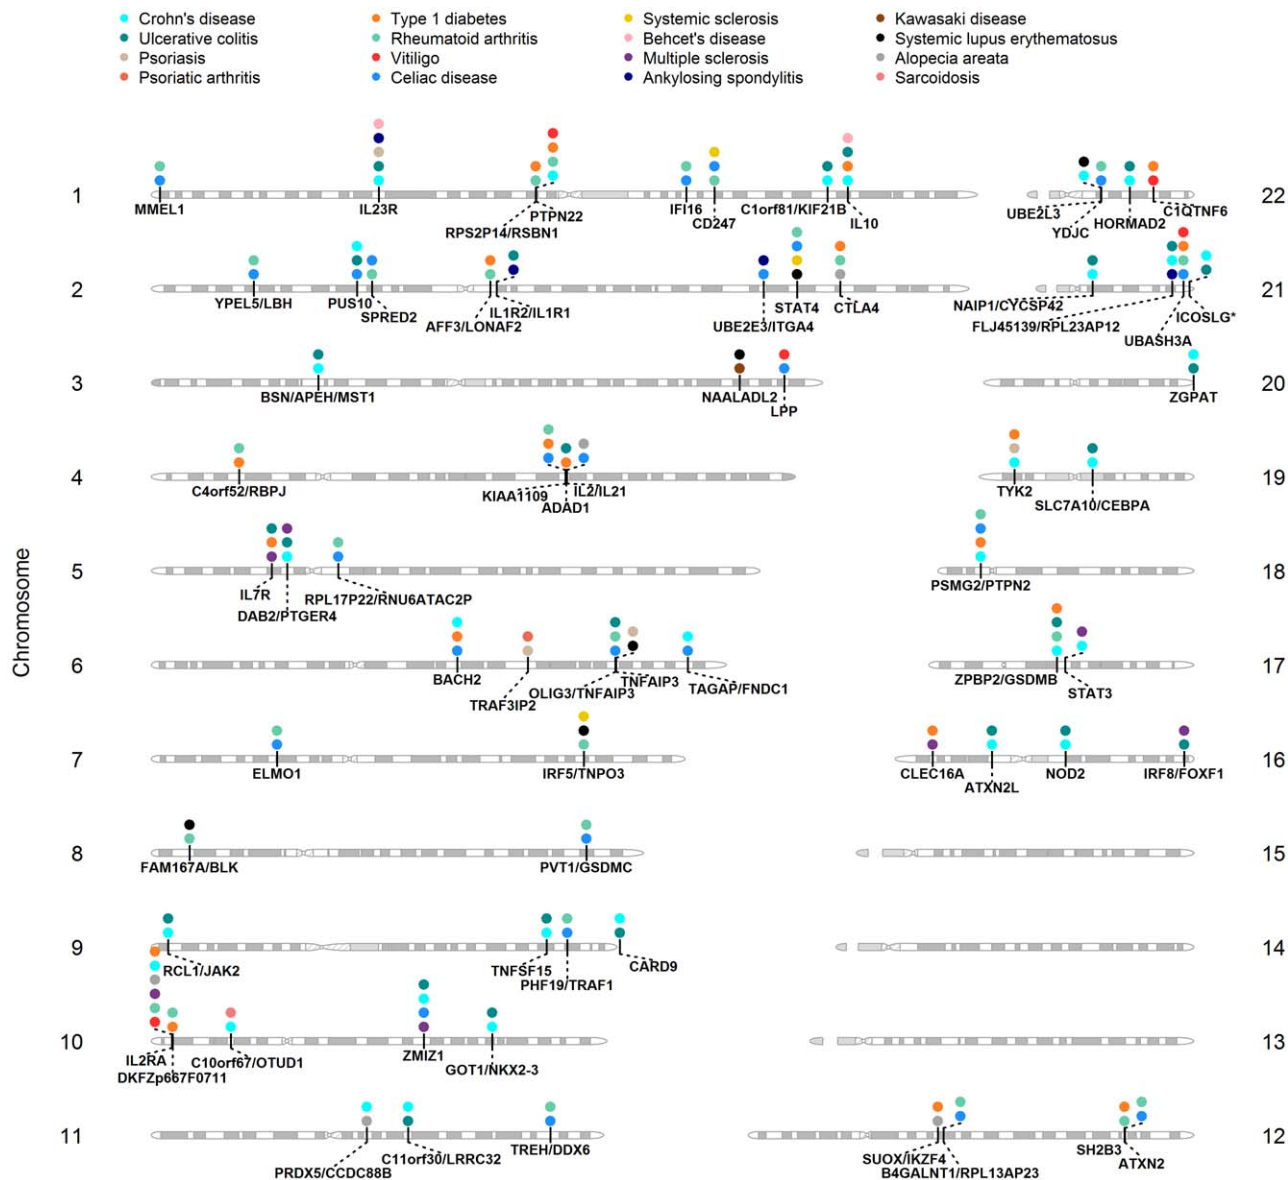 Crohn's disease
Ulcerative colitis
Psoriasis
Psoriatic arthritis
Type 1 diabetes
Rheumatoid arthritis
Vitiligo
Celiac disease
Systemic sclerosis
Behcet's disease
Multiple sclerosis
Ankylosing spondylitis
Kawasaki disease
Systemic lupus erythematosus
Alopecia areata
Sarcoidosis
Chromosome
1
MMEL1
IL23R
RPS2P14/RSBN1
PTPN22
IFI16
CD247
C1orf81/KIF21B
IL10
UBE2L3
YDJC
HORMAD2
C1QTNF6
22
2
YPEL5/LBH
PUS10
SPRED2
AFF3/LONAF2
IL1R2/IL1R1
UBE2E3/ITGA4
STAT4
CTLA4
NAIP1/CYCSP42
FLJ45139/RPL23AP12
UBASH3A
ICOSLG*
21
3
BSN/APEH/MST1
NAALADL2
LPP
ZGPAT
20
4
C4orf52/RBPJ
KIAA1109
ADAD1
IL2/IL21
TYK2
SLC7A10/CEBPA
19
5
IL7R
DAB2/PTGER4
RPL17P22/RNU6ATAC2P
PSMG2/PTPN2
18
6
BACH2
TRAF3IP2
OLIG3/TNFAIP3
TNFAIP3
TAGAP/FNDC1
ZPBP2/GSDMB
STAT3
17
7
ELMO1
IRF5/TNPO3
CLEC16A
ATXN2L
NOD2
IRF8/FOXF1
16
8
FAM167A/BLK
PVT1/GSDMC
15
9
RCL1/JAK2
TNFSF15
PHF19/TRAF1
CARD9
14
10
IL2RA
DKFZp667F0711
C10orf67/OTUD1
ZMIZ1
GOT1/NKX2-3
13
11
PRDX5/CCDC88B
C11orf30/LRRC32
TREH/DDX6
SUOX/IKZF4
B4GALNT1/RPL13AP23
SH2B3
ATXN2
12